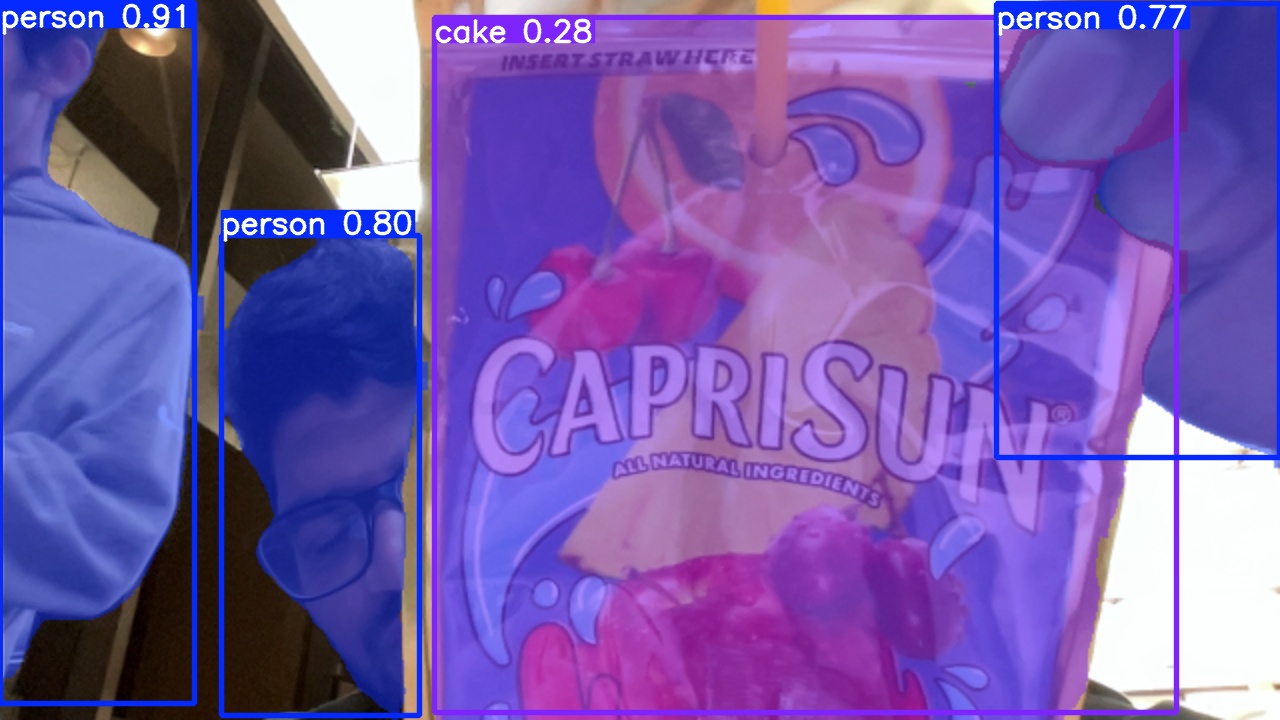 person 0.91
cake 0.28
person 0.77
INSERT STRAW HERE
person 0.80
CAPRISUN®
ALL NATURAL INGREDIENTS